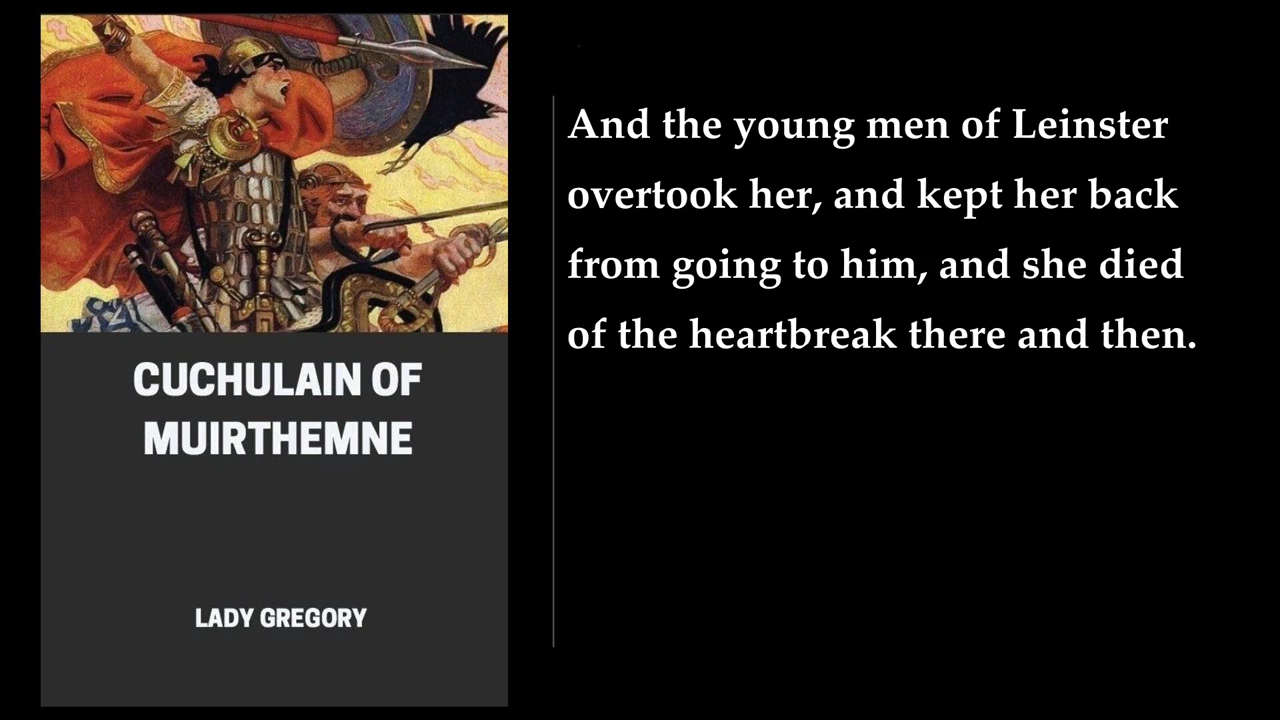 CUCHULAIN OF
MUIRTHEMNE
LADY GREGORY
And the young men of Leinster
overtook her, and kept her back
from going to him, and she died
of the heartbreak there and then.